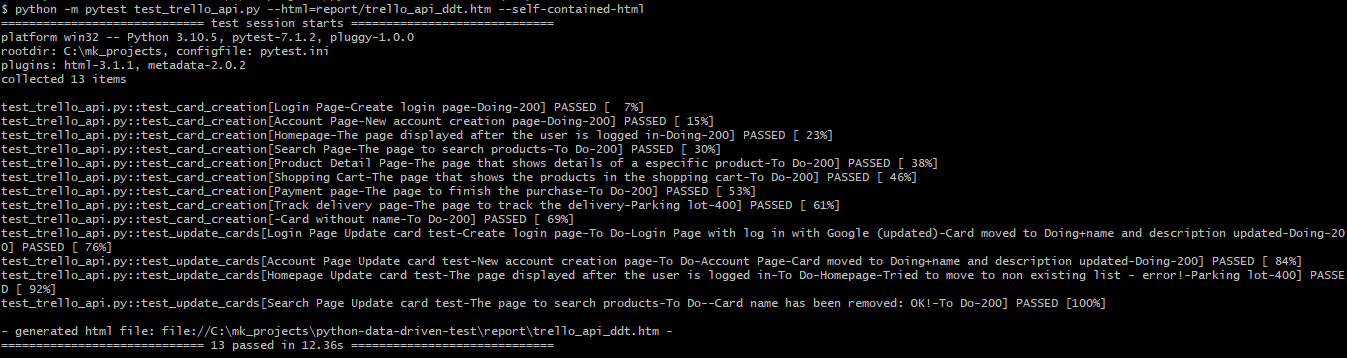 $ python -m pytest test_trello_api.py --html=report/trello_api_ddt.htm --self-contained-html
============================= test session starts =============================
platform win32 -- Python 3.10.5, pytest-7.1.2, pluggy-1.0.0
rootdir: C:\mk_projects, configfile: pytest.ini
plugins: html-3.1.1, metadata-2.0.2
collected 13 items
test_trello_api.py::test_card_creation[Login Page-Create login page-Doing-200] PASSED [  7%]
test_trello_api.py::test_card_creation[Account Page-New account creation page-Doing-200] PASSED [ 15%]
test_trello_api.py::test_card_creation[Homepage-The page displayed after the user is logged in-Doing-200] PASSED [ 23%]
test_trello_api.py::test_card_creation[Search Page-The page to search products-To Do-200] PASSED [ 30%]
test_trello_api.py::test_card_creation[Product Detail Page-The page that shows details of a especific product-To Do-200] PASSED [ 38%]
test_trello_api.py::test_card_creation[Shopping Cart-The page that shows the products in the shopping cart-To Do-200] PASSED [ 46%]
test_trello_api.py::test_card_creation[Payment page-The page to finish the purchase-To Do-200] PASSED [ 53%]
test_trello_api.py::test_card_creation[Track delivery page-The page to track the delivery-Parking lot-400] PASSED [ 61%]
test_trello_api.py::test_card_creation[-Card without name-To Do-200] PASSED [ 69%]
test_trello_api.py::test_update_cards[Login Page Update card test-Create login page-To Do-Login Page with log in with Google (updated)-Card moved to Doing+name and description updated-Doing-20
0] PASSED [ 76%]
test_trello_api.py::test_update_cards[Account Page Update card test-New account creation page-To Do-Account Page-Card moved to Doing+name and description updated-Doing-200] PASSED [ 84%]
test_trello_api.py::test_update_cards[Homepage Update card test-The page displayed after the user is logged in-To Do-Homepage-Tried to move to non existing list - error!-Parking lot-400] PASSE
D [ 92%]
test_trello_api.py::test_update_cards[Search Page Update card test-The page to search products-To Do--Card name has been removed: OK!-To Do-200] PASSED [100%]
- generated html file: file://C:\mk_projects\python-data-driven-test\report\trello_api_ddt.htm -
============================= 13 passed in 12.36s =============================